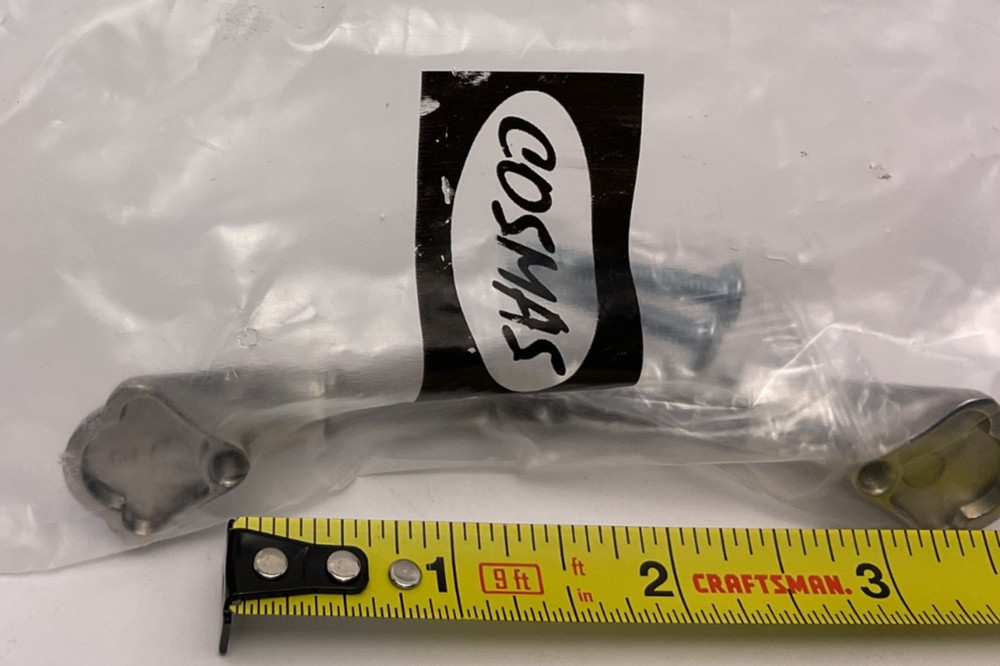 COSMAS
1
9 ft
ft
in
2
CRAFTSMAN.
3